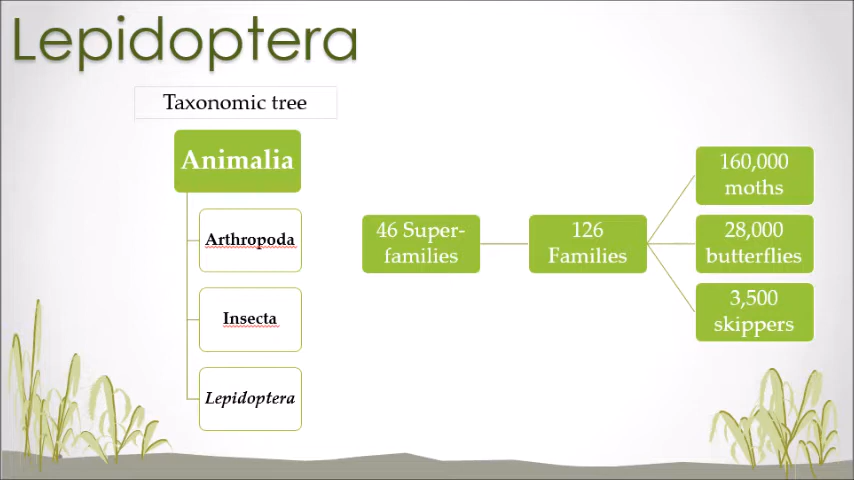 Lepidoptera
Taxonomic tree
Animalia
Arthropoda
Insecta
Lepidoptera
46 Super-
families
126
Families
160,000
moths
28,000
butterflies
3,500
skippers